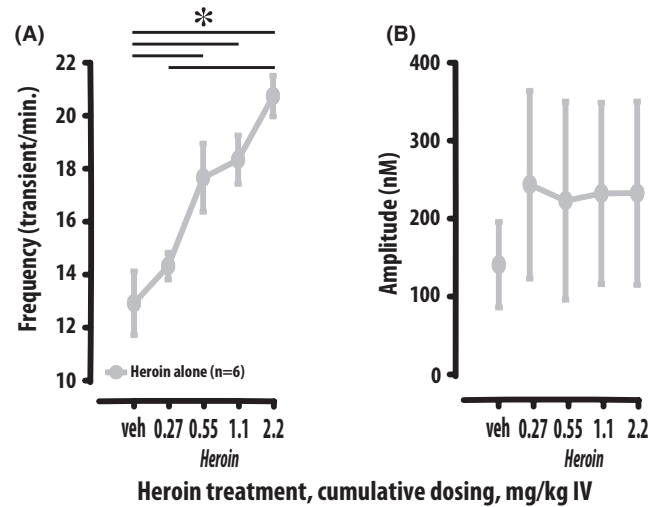 (A)
*
Frequency (transient/min.)
22
20
18
16
14
12
10
Heroin alone (n=6)
veh 0.27 0.55 1.1 2.2
Heroin
(B)
Amplitude (nM)
400
300
200
100
0
veh 0.27 0.55 1.1 2.2
Heroin
Heroin treatment, cumulative dosing, mg/kg IV